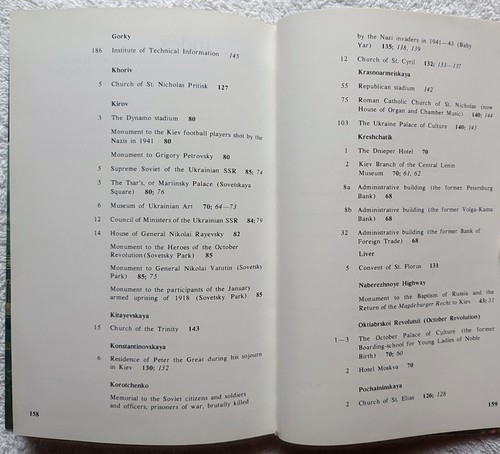 Gorky
186 Institute of Technical Information 145
Khoriv
5 Church of St. Nicholas Pritisk 127
Kirov
3 The Dynamo stadium 80
Monument to the Kiev football players shot by the
Nazis in 1941 80
Monument to Grigory Petrovsky 80
5 Supreme Soviet of the Ukrainian SSR 85; 74
5 The Tsar's, or Mariinsky Palace (Sovetskaya
Square) 80; 76
6 Museum of Ukrainian Art 70; 64—73
12 Council of Ministers of the Ukrainian SSR 84; 79
14 House of General Nikolai Rayevsky 82
Monument to the Heroes of the October
Revolution (Sovetsky Park) 85
Monument to General Nikolai Vatutin (Sovetsky
Park) 85; 75
Monument to the participants of the January
armed uprising of 1918 (Sovetsky Park) 85
Kitayevskaya
15 Church of the Trinity 143
Konstantinovskaya
6 Residence of Peter the Great during his sojourn
in Kiev 130; 132
Korotchenko
Memorial to the Soviet citizens and soldiers
and officers, prisoners of war, brutally killed
158
by the Nazi invaders in 1941—43 (Baby
Yar) 135; 138, 139
12 Church of St. Cyril 132; 133—137
Krasnoarmeiskaya
55 Republican stadium 142
75 Roman Catholic Church of St. Nicholas (now
House of Organ and Chamber Music) 140; 144
103 The Ukraine Palace of Culture 140; 143
Kreshchatik
1 The Dnieper Hotel 70
2 Kiev Branch of the Central Lenin
Museum 70; 61, 62
8a Administrative building (the former Petersburg
Bank) 68
8b Administrative building (the former Volga-Kama
Bank) 68
32 Administrative building (the former Bank of
Foreign Trade) 68
Liver
5 Convent of St. Florus 131
Naberezhnoye Highway
Monument to the Baptism of Russia and the
Return of the Magdeburger Recht to Kiev 43; 31
Oktiabrskoi Revolutsii (October Revolution)
1—3 The October Palace of Culture (the former
Boarding-school for Young Ladies of Noble
Birth) 70; 60
2 Hotel Moskva 70
Pochaininskaya
2 Church of St. Elias 126; 128
159